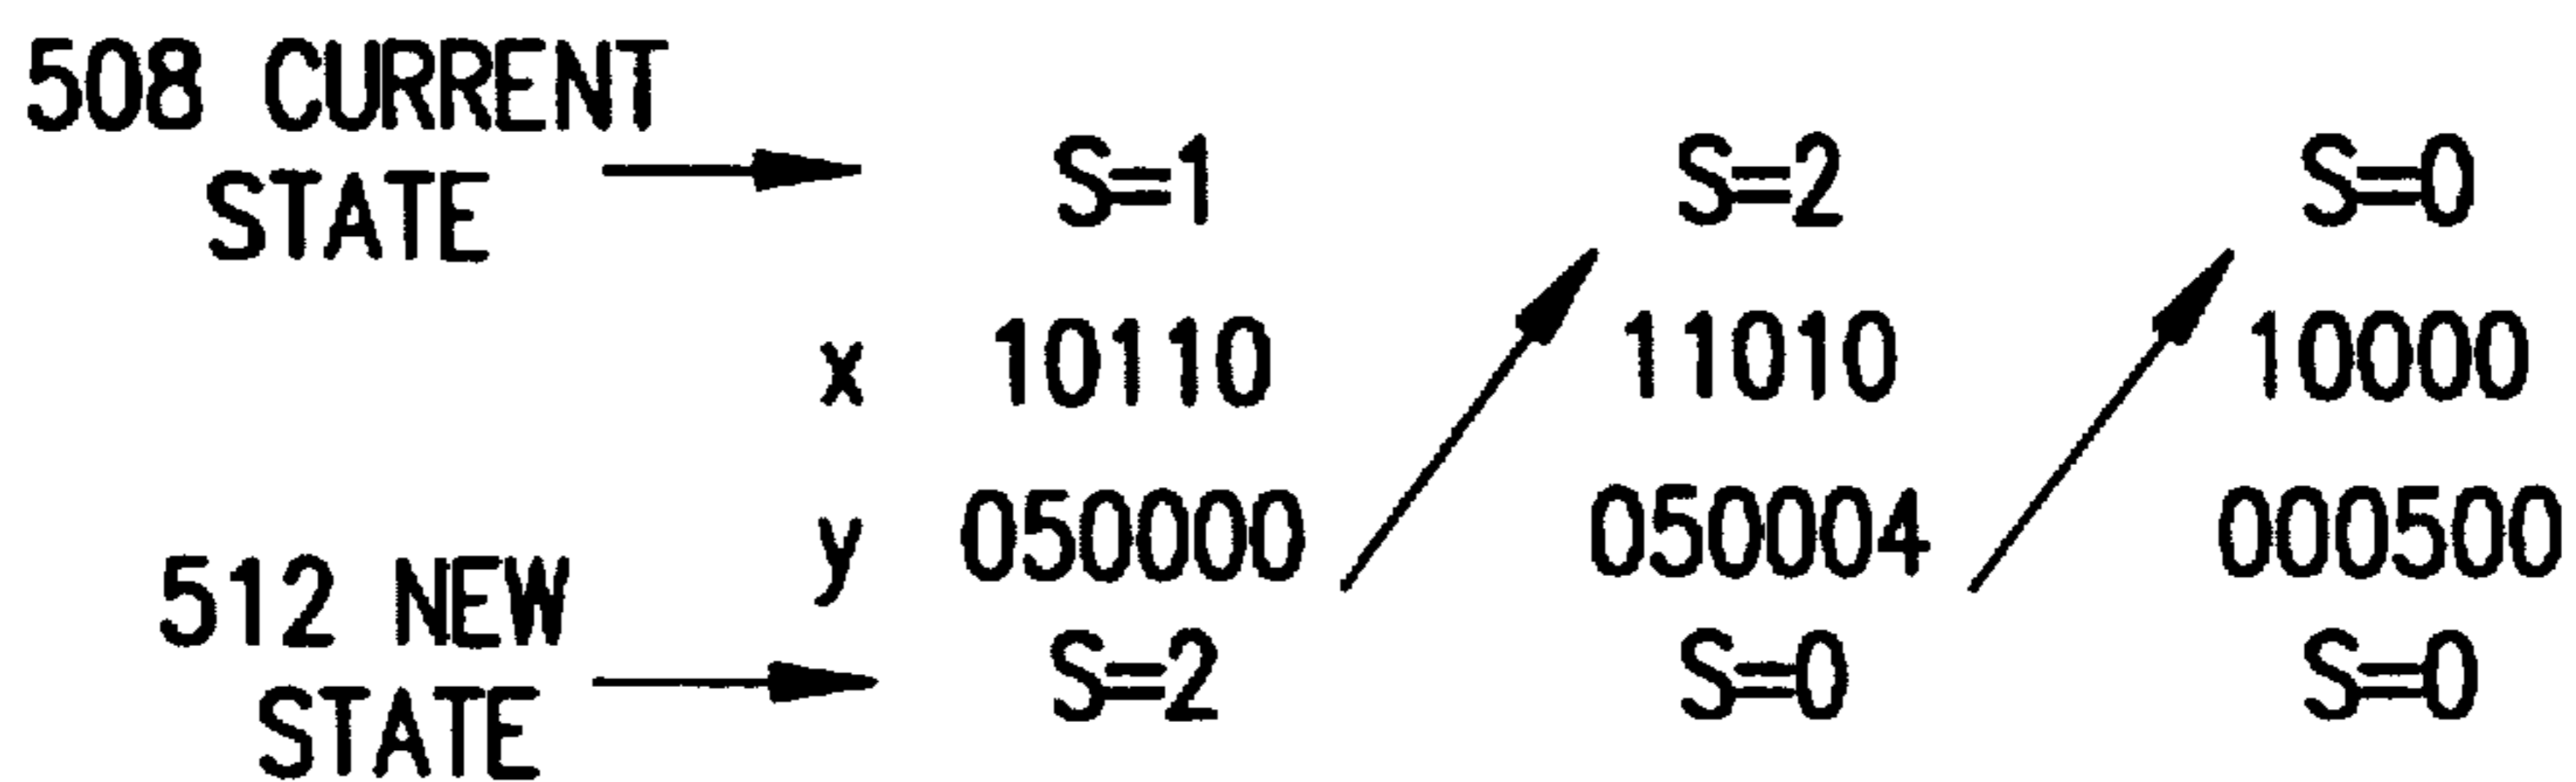 508 CURRENT
STATE
S=1 S=2 S=0
x 10110 11010 10000
y 050000 050004 000500
512 NEW
STATE
S=2 S=0 S=0